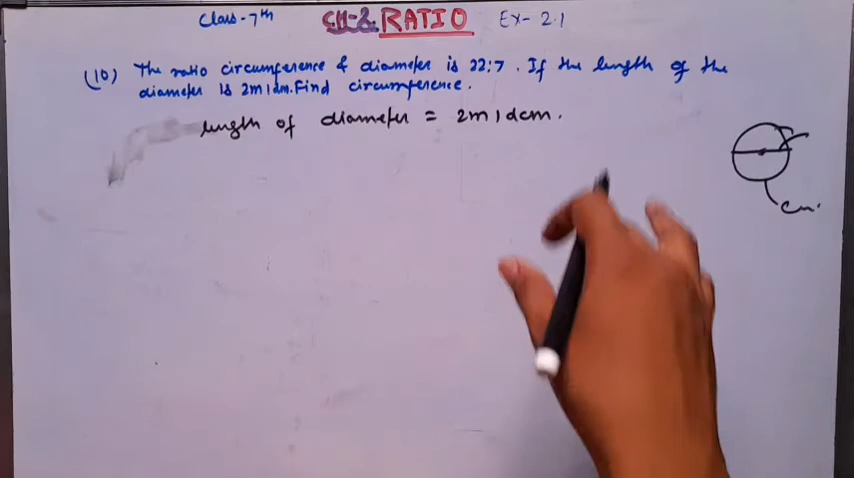 Class-7th CH-2 RATIO Ex-2.1
(10) The ratio circumference & diameter is 22:7. If the length of the
diameter is 2m1dm. Find circumference.
length of diameter = 2m1dcm.
Cm.